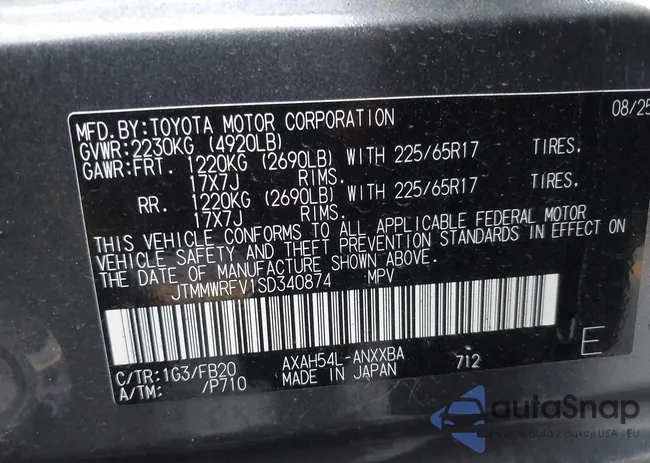 MFD.BY:TOYOTA MOTOR CORPORATION 08/25
GVWR:2230KG (4920LB)
GAWR:FRT. 1220KG (2690LB) WITH 225/65R17 TIRES.
17X7J RIMS.
RR. 1220KG (2690LB) WITH 225/65R17 TIRES.
17X7J RIMS.
THIS VEHICLE CONFORMS TO ALL APPLICABLE FEDERAL MOTOR
VEHICLE SAFETY AND THEFT PREVENTION STANDARDS IN EFFECT ON
THE DATE OF MANUFACTURE SHOWN ABOVE.
JTMMWRFV1SD340874 MPV
C/TR:1G3/FB20 AXAH54L-ANXXBA 712 E
A/TM: /P710 MADE IN JAPAN
autoSnap
USA - EU